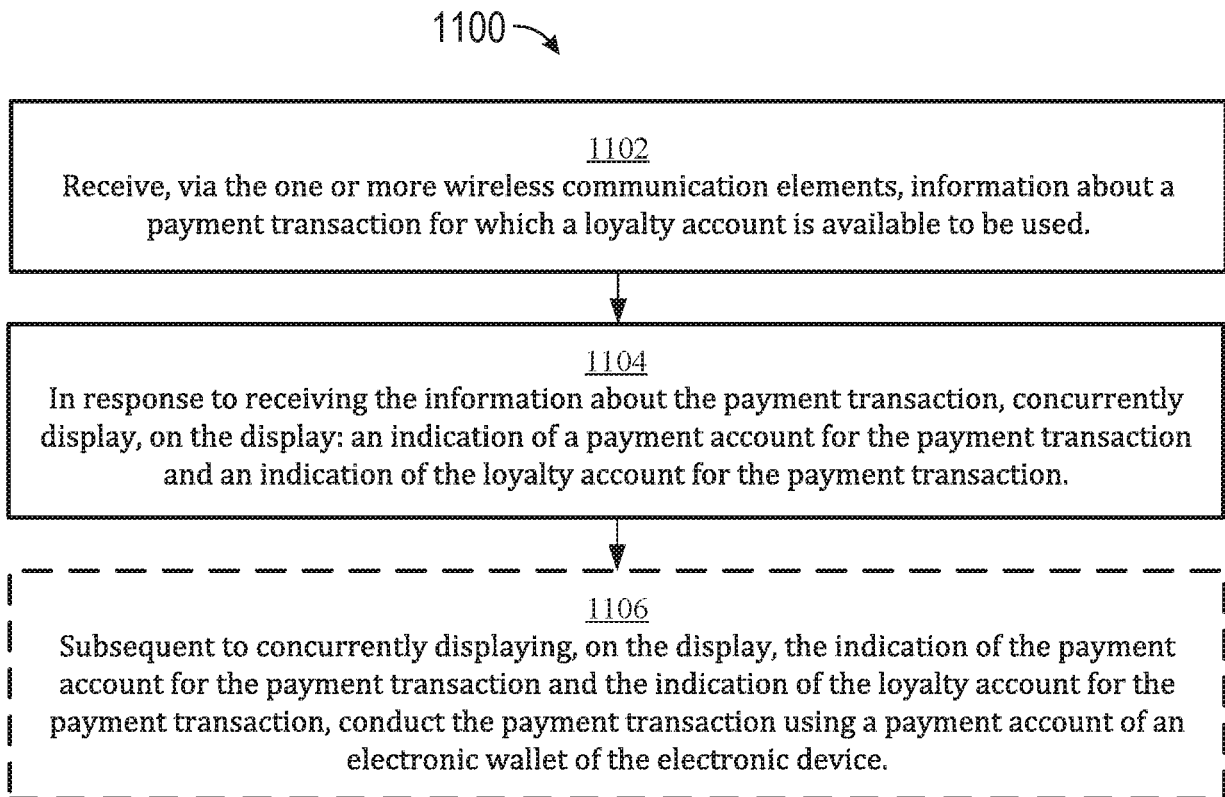 1100
1102
Receive, via the one or more wireless communication elements, information about a
payment transaction for which a loyalty account is available to be used.
1104
In response to receiving the information about the payment transaction, concurrently
display, on the display: an indication of a payment account for the payment transaction
and an indication of the loyalty account for the payment transaction.
1106
Subsequent to concurrently displaying, on the display, the indication of the payment
account for the payment transaction and the indication of the loyalty account for the
payment transaction, conduct the payment transaction using a payment account of an
electronic wallet of the electronic device.